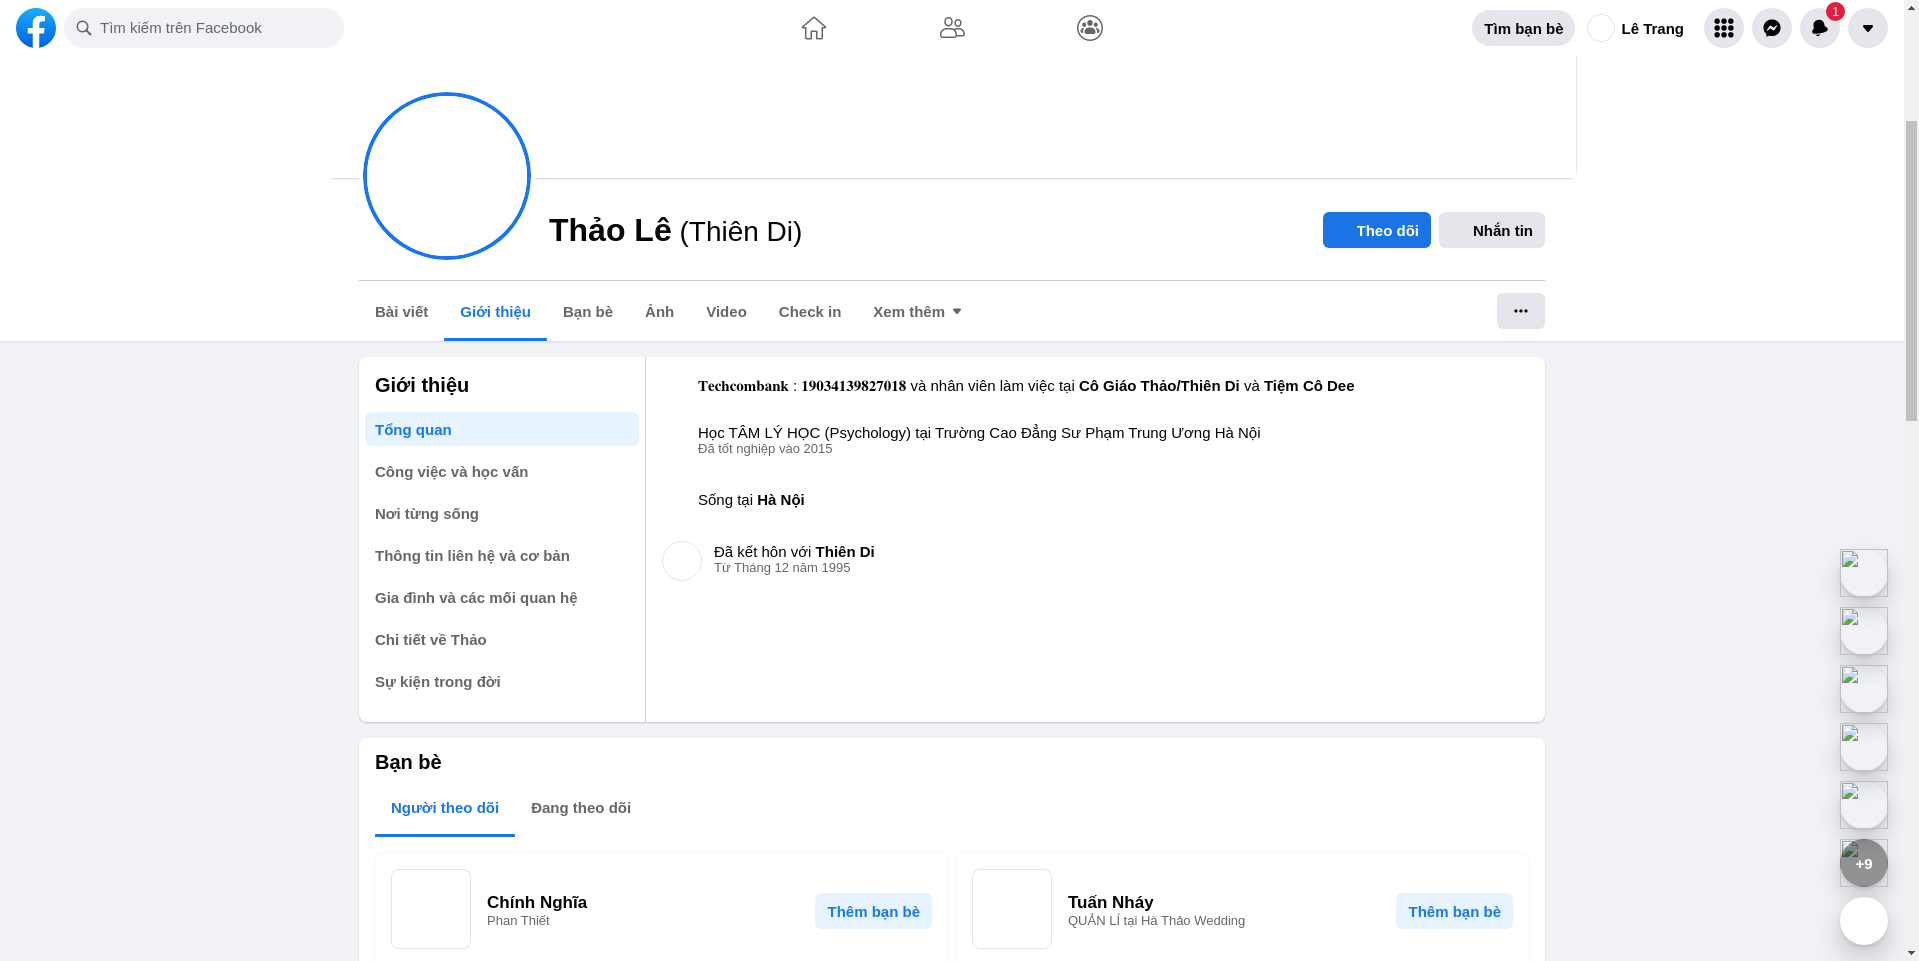 Tìm kiếm trên Facebook
Tìm bạn bè
Lê Trang
1
Thảo Lê (Thiên Di)
Theo dõi
Nhắn tin
Bài viết
Giới thiệu
Bạn bè
Ảnh
Video
Check in
Xem thêm
Giới thiệu
Tổng quan
Công việc và học vấn
Nơi từng sống
Thông tin liên hệ và cơ bản
Gia đình và các mối quan hệ
Chi tiết về Thảo
Sự kiện trong đời
Techcombank : 19034139827018 và nhân viên làm việc tại Cô Giáo Thảo/Thiên Di và Tiệm Cô Dee
Học TÂM LÝ HỌC (Psychology) tại Trường Cao Đẳng Sư Phạm Trung Ương Hà Nội
Đã tốt nghiệp vào 2015
Sống tại Hà Nội
Đã kết hôn với Thiên Di
Từ Tháng 12 năm 1995
Bạn bè
Người theo dõi
Đang theo dõi
Chính Nghĩa
Phan Thiết
Thêm bạn bè
Tuấn Nháy
QUẢN LÍ tại Hà Thảo Wedding
Thêm bạn bè
+9